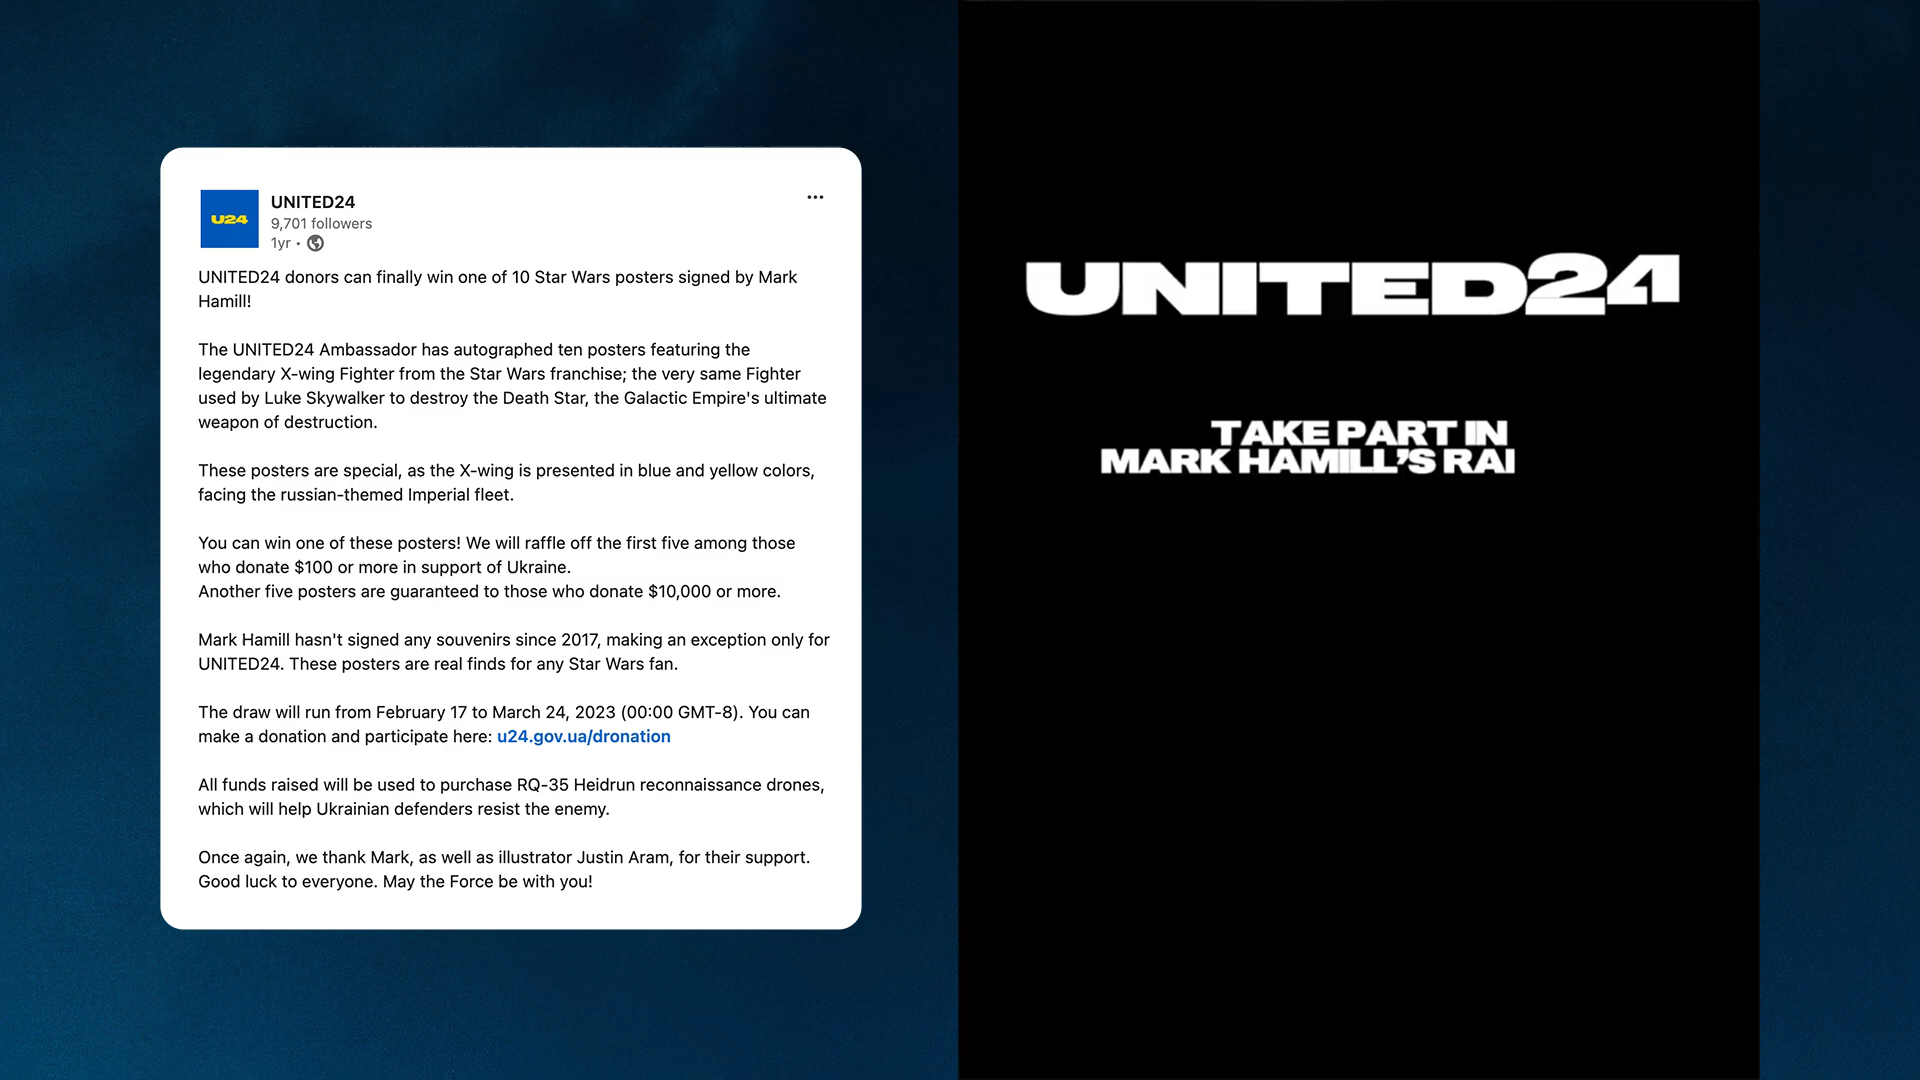 U24
UNITED24
9,701 followers
1yr •
UNITED24 donors can finally win one of 10 Star Wars posters signed by Mark
Hamill!
The UNITED24 Ambassador has autographed ten posters featuring the
legendary X-wing Fighter from the Star Wars franchise; the very same Fighter
used by Luke Skywalker to destroy the Death Star, the Galactic Empire's ultimate
weapon of destruction.
These posters are special, as the X-wing is presented in blue and yellow colors,
facing the russian-themed Imperial fleet.
You can win one of these posters! We will raffle off the first five among those
who donate $100 or more in support of Ukraine.
Another five posters are guaranteed to those who donate $10,000 or more.
Mark Hamill hasn't signed any souvenirs since 2017, making an exception only for
UNITED24. These posters are real finds for any Star Wars fan.
The draw will run from February 17 to March 24, 2023 (00:00 GMT-8). You can
make a donation and participate here: u24.gov.ua/dronation
All funds raised will be used to purchase RQ-35 Heidrun reconnaissance drones,
which will help Ukrainian defenders resist the enemy.
Once again, we thank Mark, as well as illustrator Justin Aram, for their support.
Good luck to everyone. May the Force be with you!
UNITED24
TAKE PART IN
MARK HAMILL'S RAI